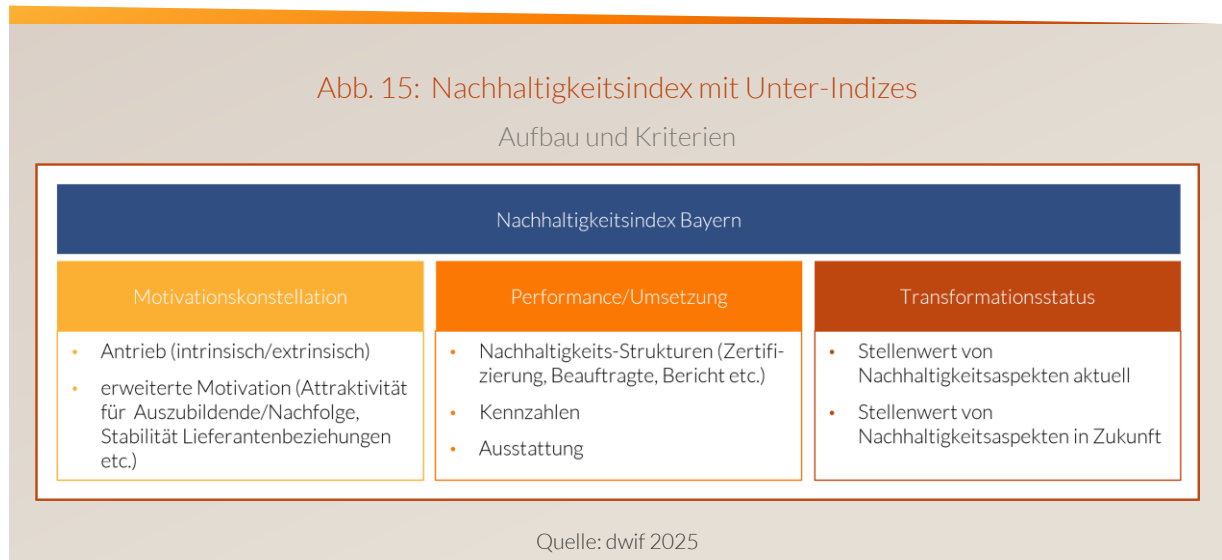 Abb. 15: Nachhaltigkeitsindex mit Unter-Indizes
Aufbau und Kriterien
Nachhaltigkeitsindex Bayern
Motivationskonstellation
• Antrieb (intrinsisch/extrinsisch)
• erweiterte Motivation (Attraktivität
für Auszubildende/Nachfolge,
Stabilität Lieferantenbeziehungen
etc.)
Performance/Umsetzung
• Nachhaltigkeits-Strukturen (Zertifi-
zierung, Beauftragte, Bericht etc.)
• Kennzahlen
• Ausstattung
Transformationsstatus
• Stellenwert von
Nachhaltigkeitsaspekten aktuell
• Stellenwert von
Nachhaltigkeitsaspekten in Zukunft
Quelle: dwif 2025